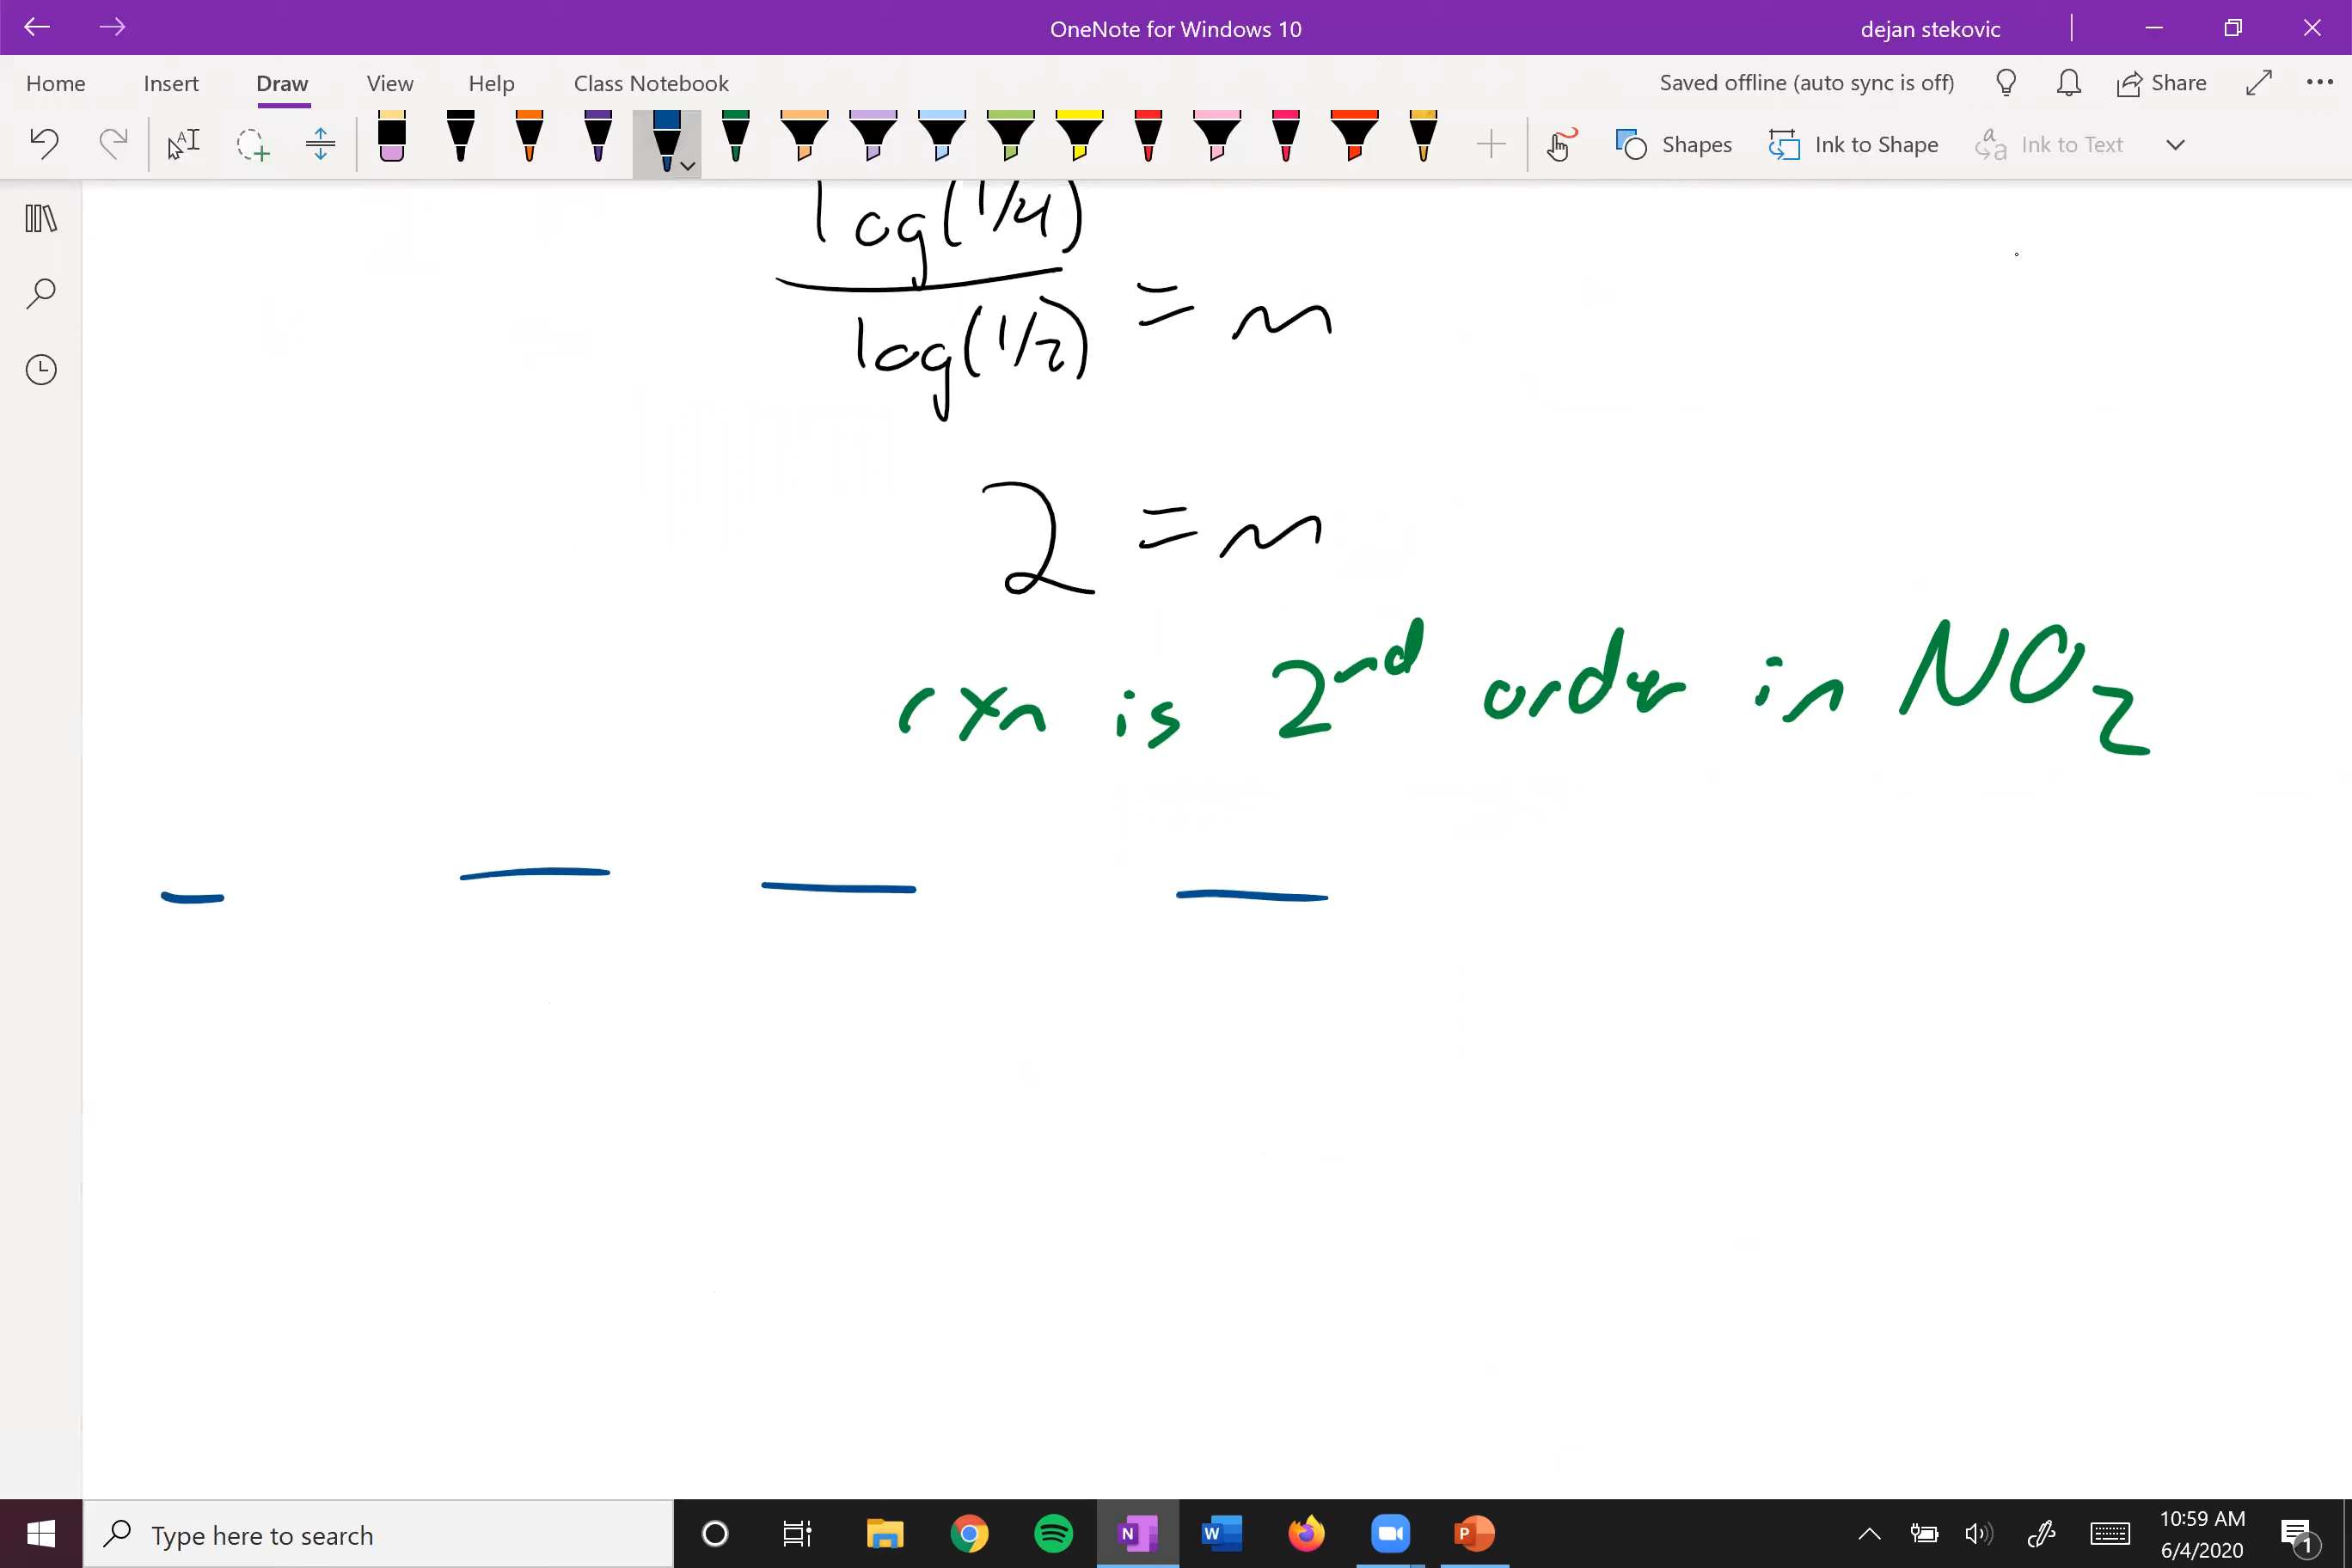 OneNote for Windows 10
dejan stekovic
Home Insert Draw View Help Class Notebook
Saved offline (auto sync is off) Share
Shapes Ink to Shape Ink to Text
log(1/4)
log(1/2) = m
2 = m
rxn is 2nd order in NO2
Type here to search
10:59 AM
6/4/2020
1